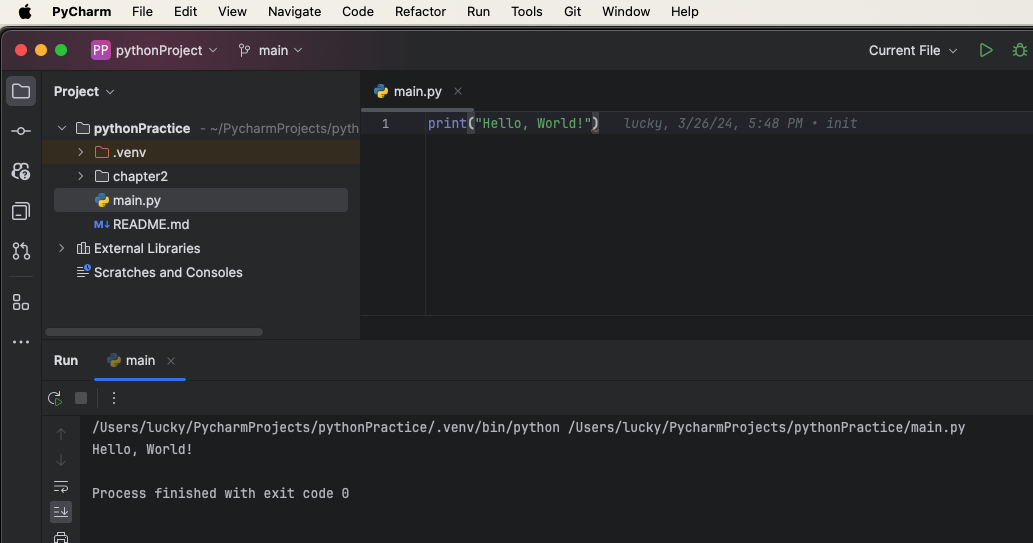 PyCharm File Edit View Navigate Code Refactor Run Tools Git Window Help
PP pythonProject main Current File
Project
main.py
pythonPractice - ~/PycharmProjects/pyth
1 print("Hello, World!") lucky, 3/26/24, 5:48 PM • init
.venv
chapter2
main.py
M↓ README.md
External Libraries
Scratches and Consoles
Run main
/Users/lucky/PycharmProjects/pythonPractice/.venv/bin/python /Users/lucky/PycharmProjects/pythonPractice/main.py
Hello, World!
Process finished with exit code 0